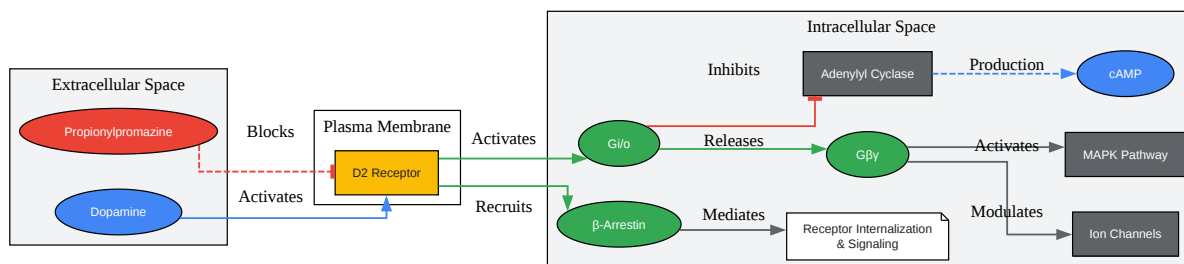 Intracellular Space
Extracellular Space
Plasma Membrane
Propionylpromazine
Blocks
D2 Receptor
Dopamine
Activates
Activates
Recruits
Gi/o
Inhibits
Adenylyl Cyclase
Production
cAMP
Releases
Gβγ
Activates
MAPK Pathway
Modulates
Ion Channels
β-Arrestin
Mediates
Receptor Internalization
& Signaling